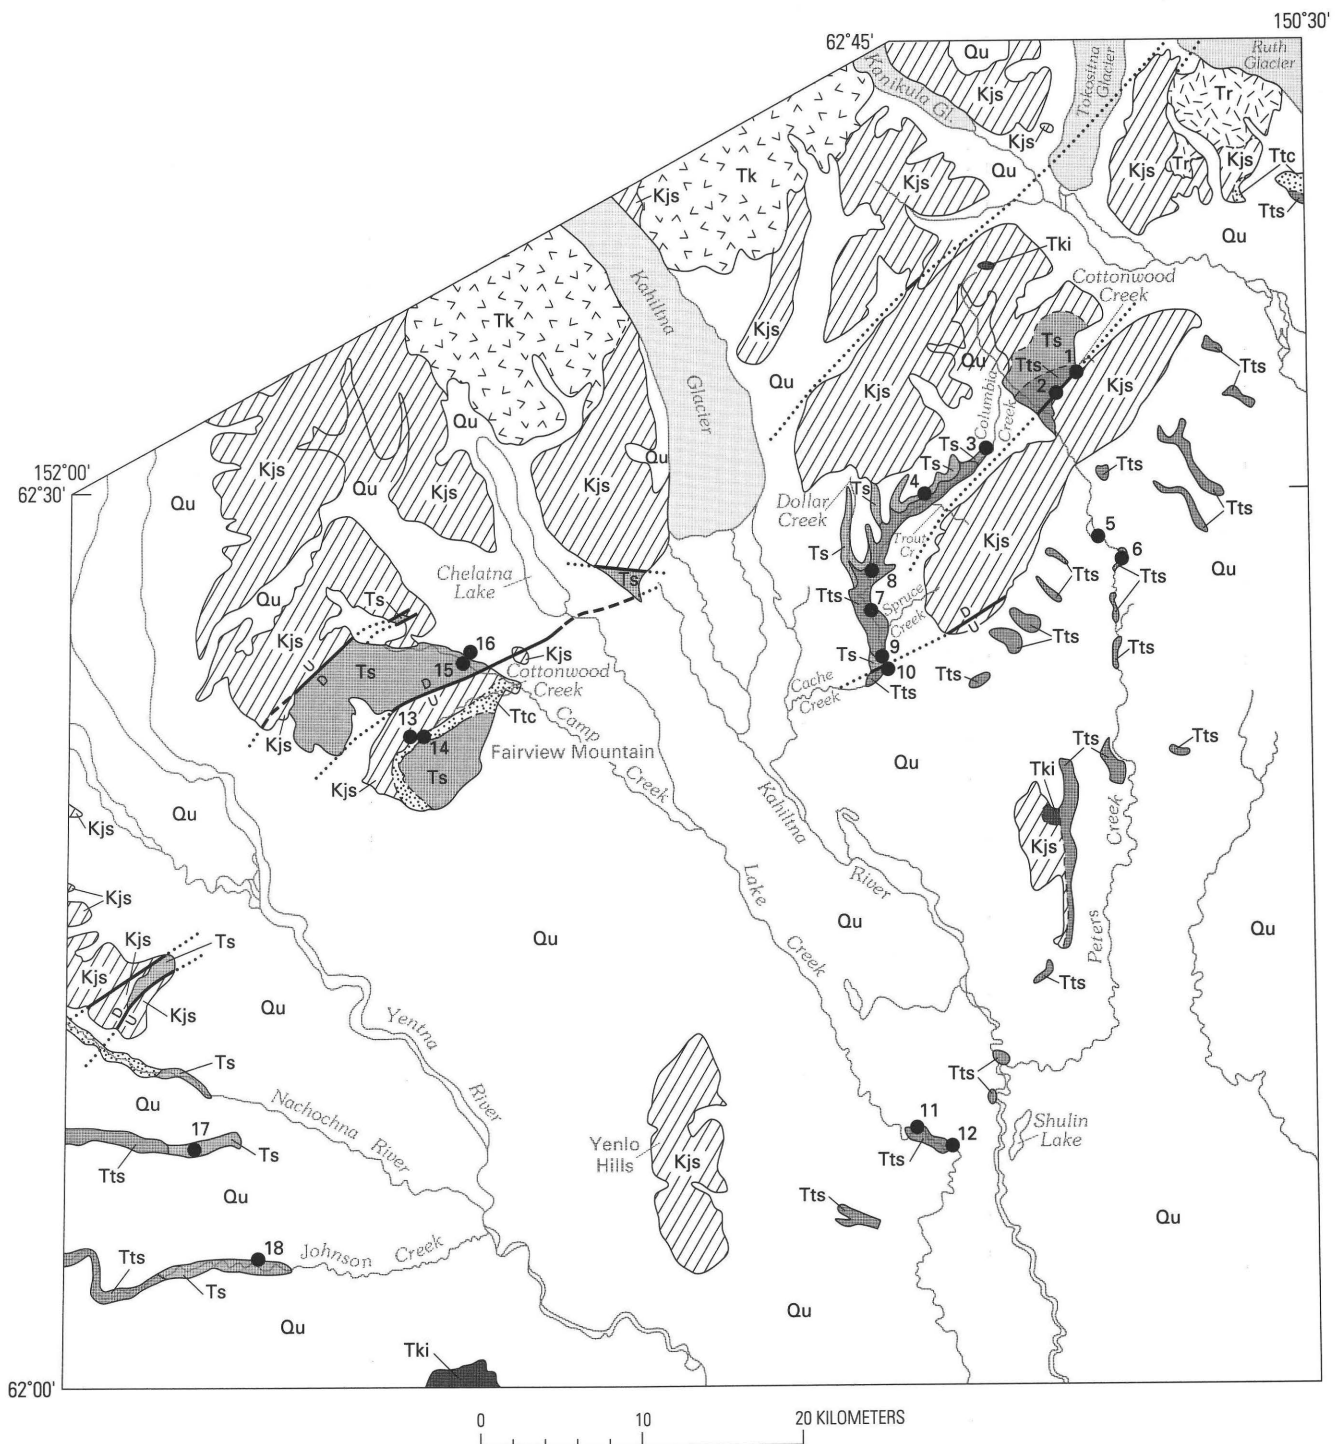 150°30'
62°45'
Ruth
Glacier
Qu
Kanikula Gl.
Tokositna
Glacier
Kjs
Tr
Kjs
Qu
Kjs
Tr
Kjs
Ttc
Tk
Kjs
Kjs
Tts
Qu
Tki
Cottonwood
Creek
Kahiltna
Glacier
Tk
Kjs
Ts
Qu
Tts
1
2
Kjs
Tts
Qu
Kjs
Columbia
Creek
Qu
Kjs
Qu
Kjs
Kjs
Qu
Ts
3
Ts
4
Ts
Tts
Tts
152°00'
62°30'
Qu
Qu
Dollar
Creek
Trout
Cr.
5
6
Kjs
Ts
Tts
Tts
Qu
Chelatna
Lake
Ts
8
7
Tts
Spruce
Creek
D
U
Tts
Tts
Qu
Ts
Kjs
16
15
Ts
Kjs
Cottonwood
Creek
9
10
Ts
Tts
Tts
Cache
Creek
U
D
D
U
Kjs
13
14
Ttc
Camp
Creek
Fairview Mountain
Ts
Kjs
Qu
Tts
Tts
Tki
Kjs
Kahiltna
River
Peters
Creek
Qu
Kjs
Kjs
Lake
Creek
Qu
Qu
Qu
Kjs
Ts
Kjs
D
U
Kjs
Tts
Qu
Yentna
River
Ts
Qu
Nachochna
River
Tts
Shulin
Lake
11
12
Tts
17
Tts
Ts
Yenlo
Hills
Kjs
Qu
Tts
Qu
18
Tts
Ts
Johnson Creek
Qu
Qu
Tki
62°00'
0 10 20 KILOMETERS